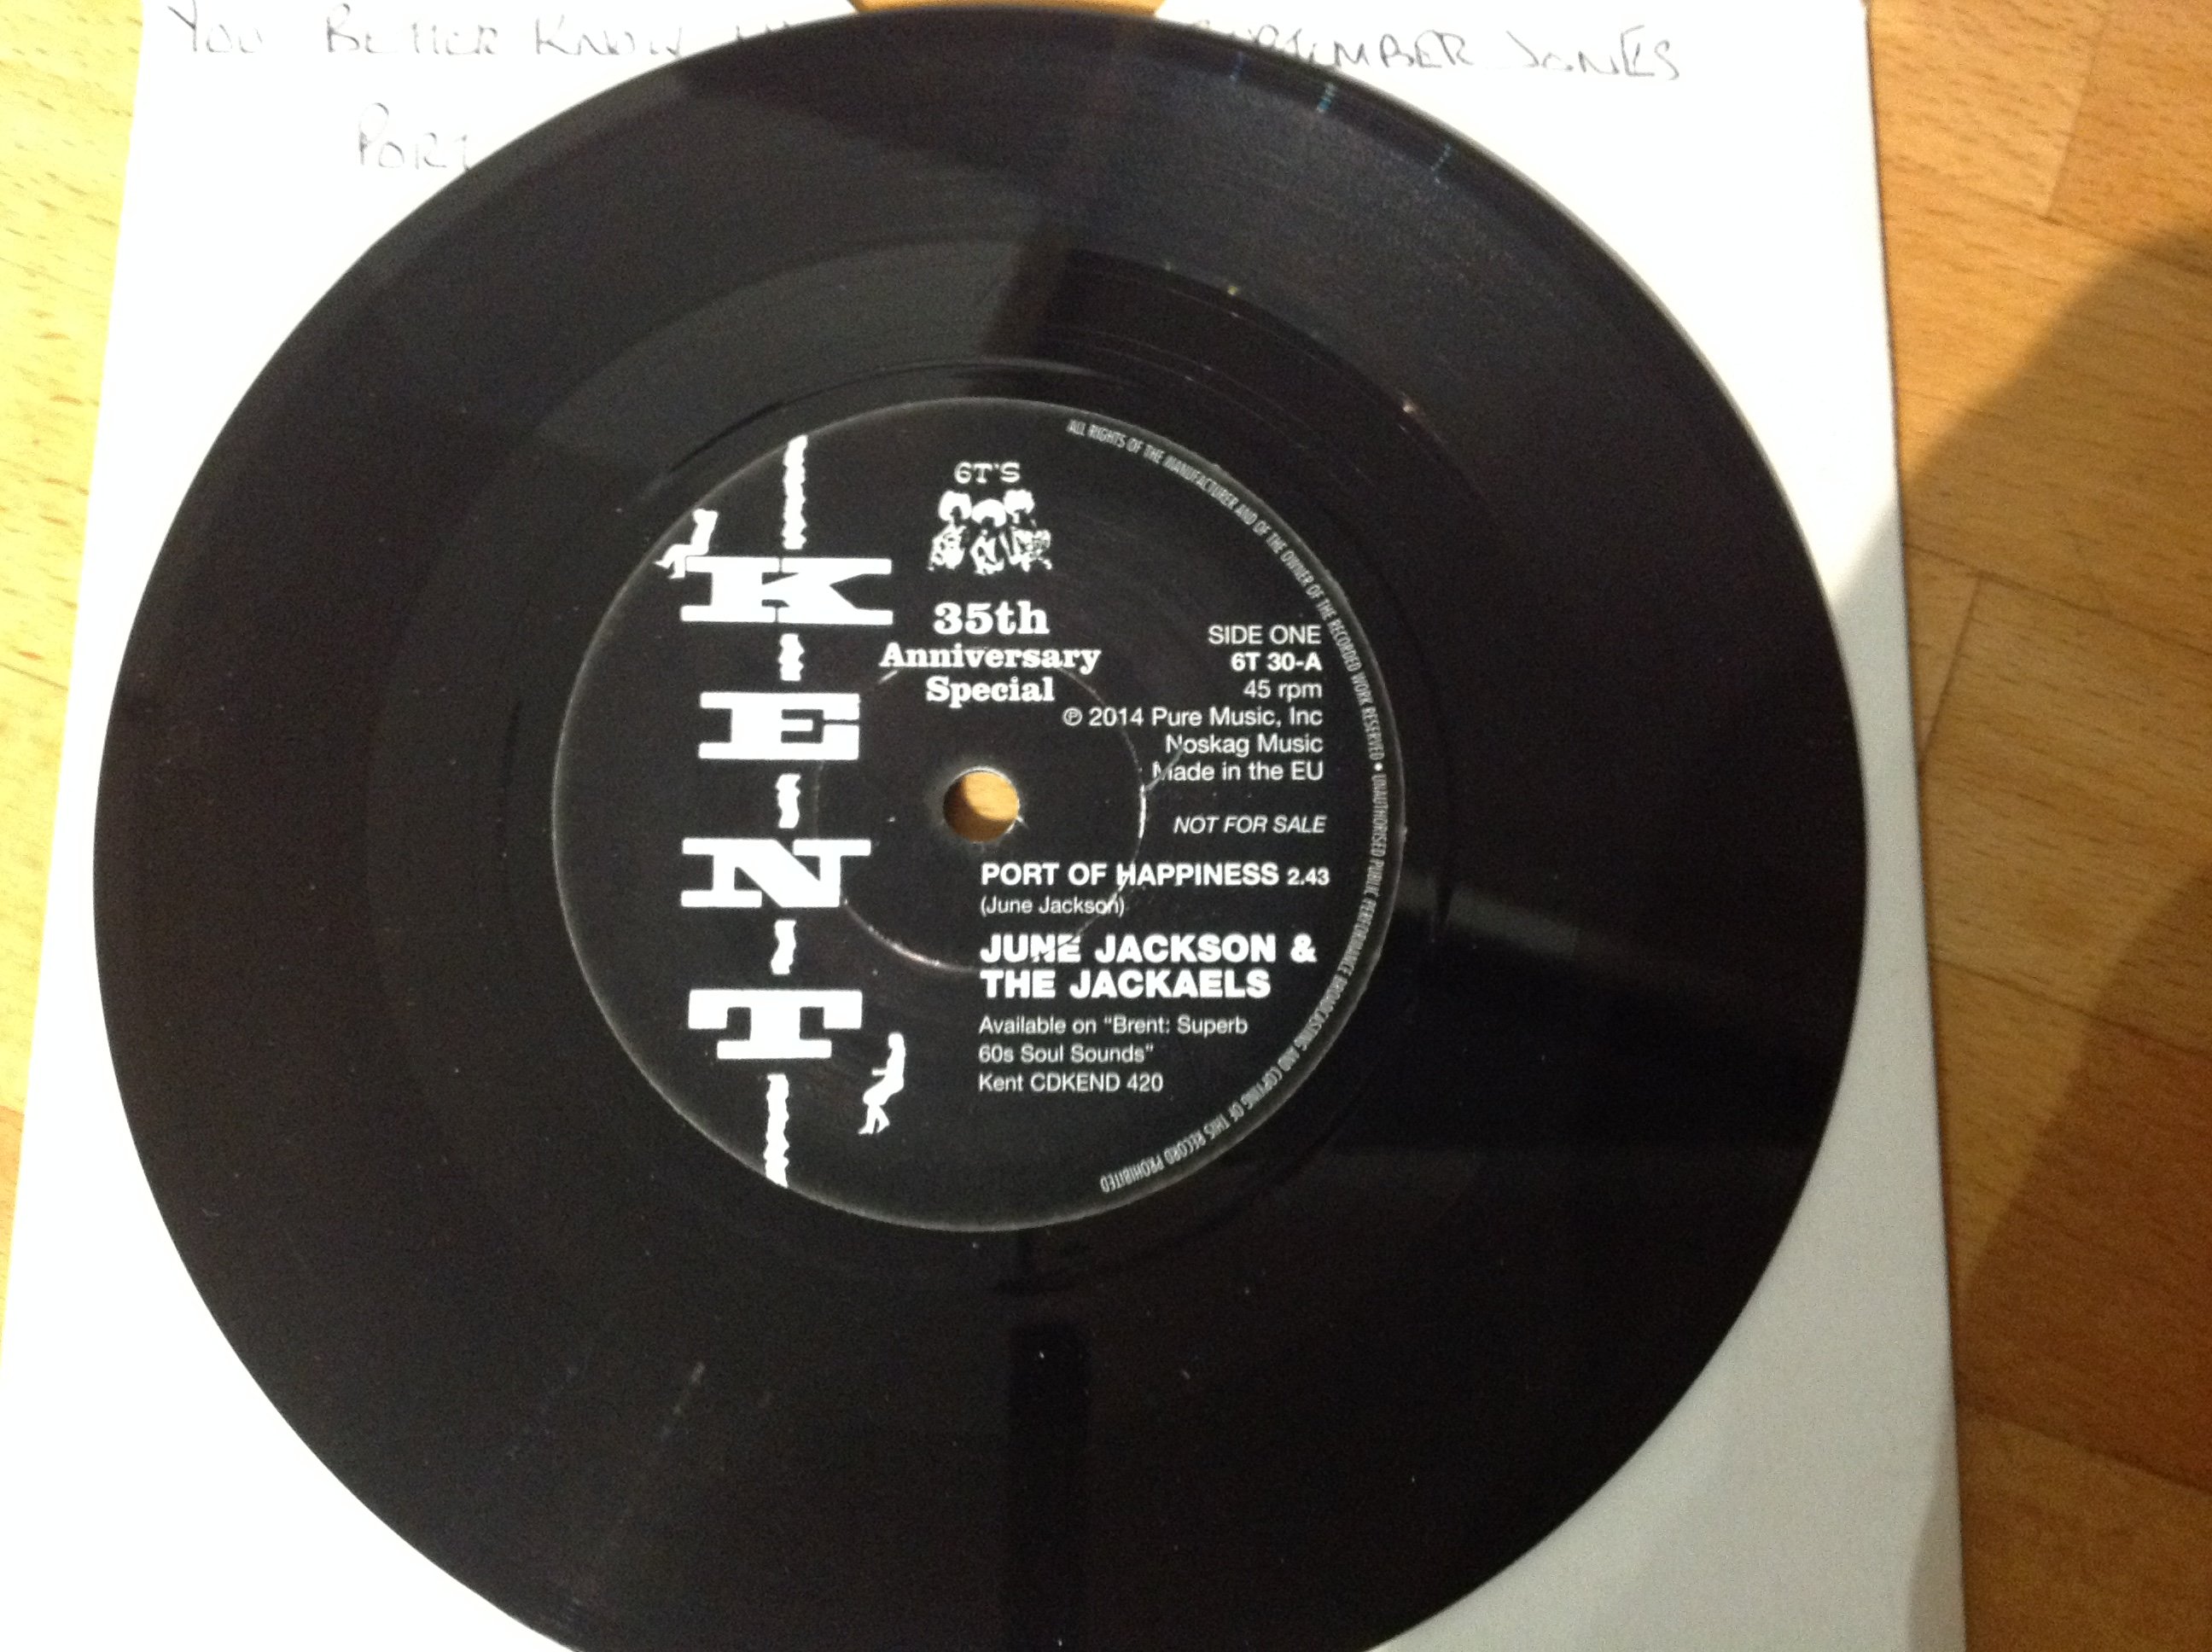 YOU BETTER KNOW JONES
6T'S
KENT
35th
Anniversary
Special
SIDE ONE
6T 30-A
45 rpm
℗ 2014 Pure Music, Inc
Noskag Music
Made in the EU
NOT FOR SALE
PORT OF HAPPINESS 2.43
(June Jackson)
JUNE JACKSON &
THE JACKAELS
Available on "Brent: Superb
60s Soul Sounds"
Kent CDKEND 420
ALL RIGHTS OF THE MANUFACTURER AND OF THE OWNER OF THE RECORDED WORK RESERVED • UNAUTHORISED PUBLIC PERFORMANCE BROADCASTING AND COPYING OF THIS RECORD PROHIBITED